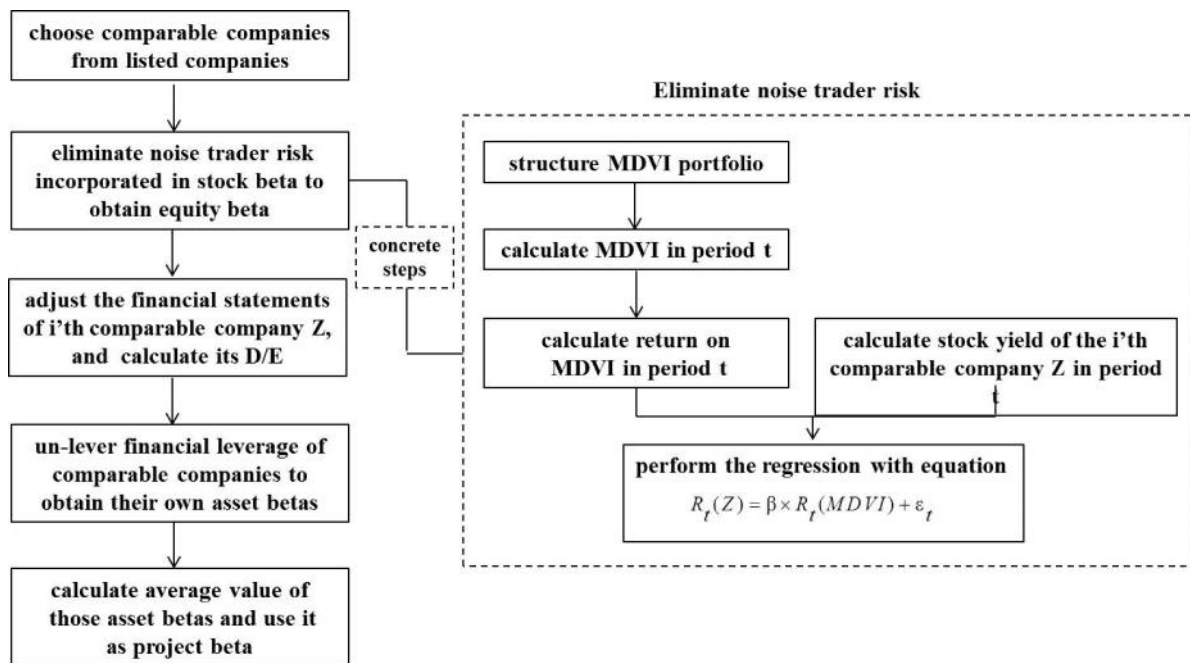 choose comparable companies
from listed companies
eliminate noise trader risk
incorporated in stock beta to
obtain equity beta
adjust the financial statements
of i'th comparable company Z,
and calculate its D/E
un-lever financial leverage of
comparable companies to
obtain their own asset betas
calculate average value of
those asset betas and use it
as project beta
concrete
steps
Eliminate noise trader risk
structure MDVI portfolio
calculate MDVI in period t
calculate return on
MDVI in period t
calculate stock yield of the i'th
comparable company Z in period
t
perform the regression with equation
R_t(Z) = β × R_t(MDVI) + ε_t